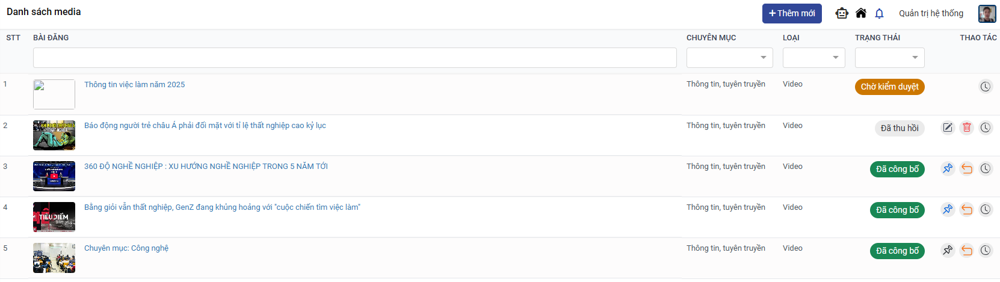 Danh sách media
Thêm mới
Quản trị hệ thống
STT BÀI ĐĂNG CHUYÊN MỤC LOẠI TRẠNG THÁI THAO TÁC
1 Thông tin việc làm năm 2025 Thông tin, tuyên truyền Video Chờ kiểm duyệt
2 Báo động người trẻ châu Á phải đối mặt với tỉ lệ thất nghiệp cao kỷ lục Thông tin, tuyên truyền Video Đã thu hồi
3 360 ĐỘ NGHỀ NGHIỆP : XU HƯỚNG NGHỀ NGHIỆP TRONG 5 NĂM TỚI Thông tin, tuyên truyền Video Đã công bố
4 TIÊU ĐIỂM Bằng giỏi vẫn thất nghiệp, GenZ đang khủng hoảng với "cuộc chiến tìm việc làm" Thông tin, tuyên truyền Video Đã công bố
5 Chuyên mục: Công nghệ Thông tin, tuyên truyền Video Đã công bố